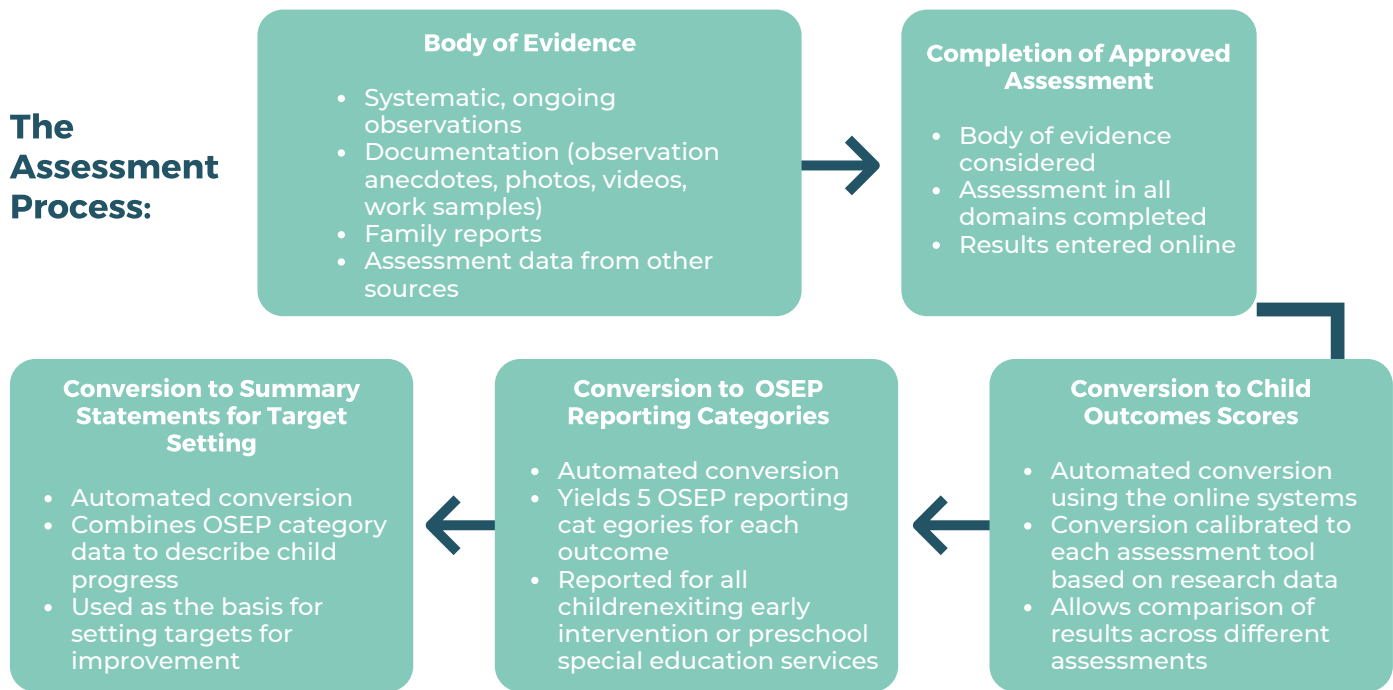 The
Assessment
Process:
Body of Evidence
• Systematic, ongoing
observations
• Documentation (observation
anecdotes, photos, videos,
work samples)
• Family reports
• Assessment data from other
sources
Completion of Approved
Assessment
• Body of evidence
considered
• Assessment in all
domains completed
• Results entered online
Conversion to Child
Outcomes Scores
• Automated conversion
using the online systems
• Conversion calibrated to
each assessment tool
based on research data
• Allows comparison of
results across different
assessments
Conversion to OSEP
Reporting Categories
• Automated conversion
• Yields 5 OSEP reporting
cat egories for each
outcome
• Reported for all
childrenexiting early
intervention or preschool
special education services
Conversion to Summary
Statements for Target
Setting
• Automated conversion
• Combines OSEP category
data to describe child
progress
• Used as the basis for
setting targets for
improvement